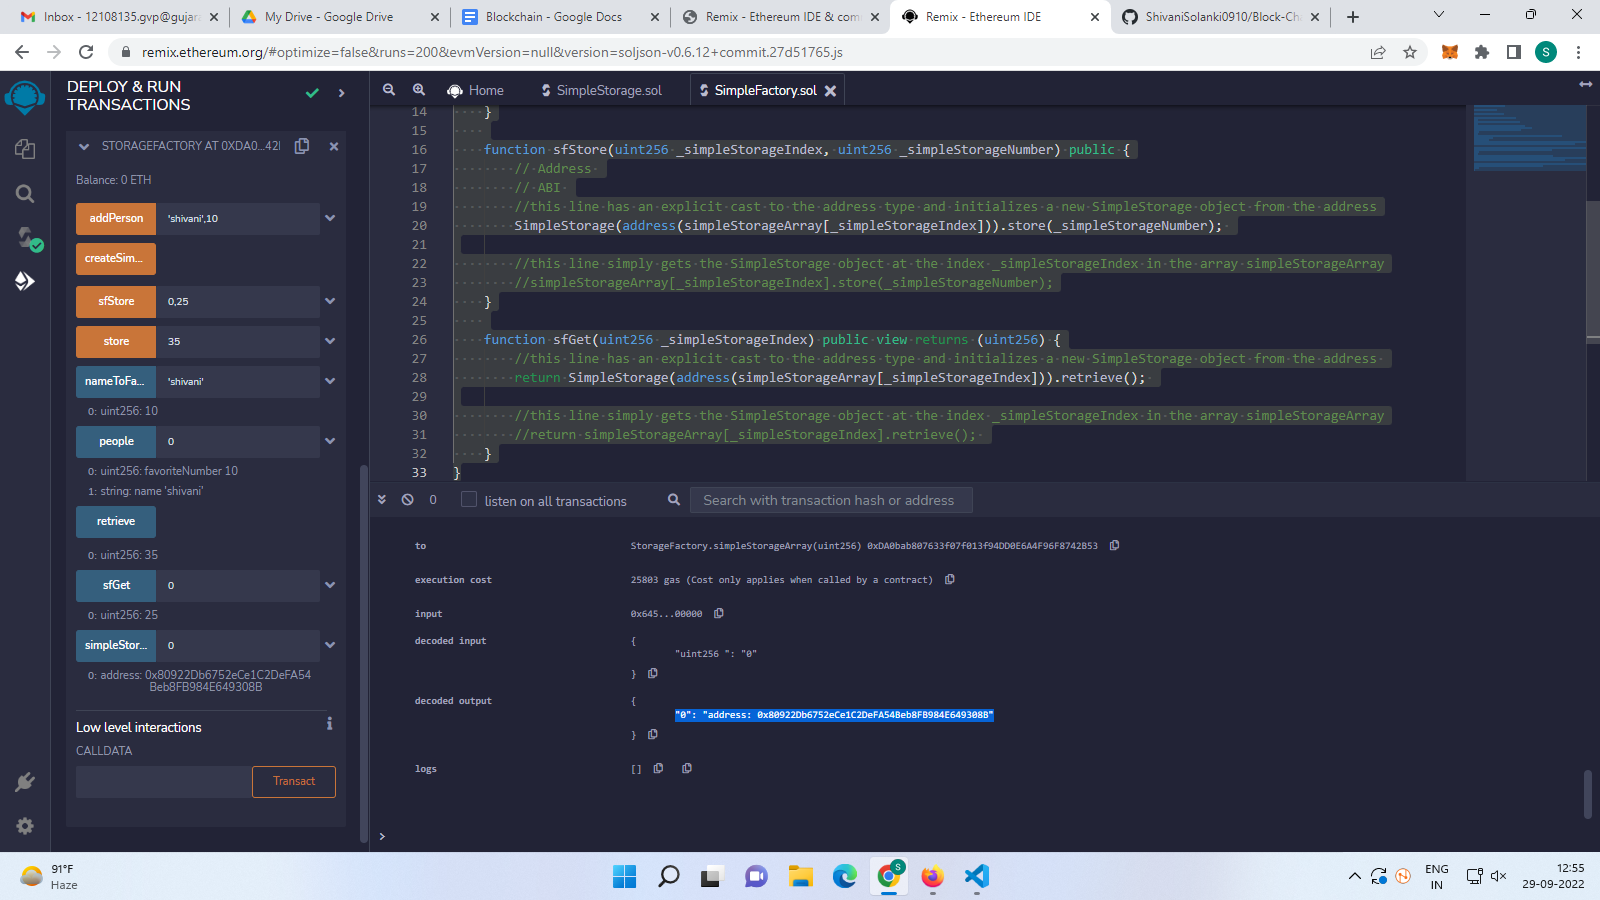 Inbox - 12108135.gvp@gujara
My Drive - Google Drive
Blockchain - Google Docs
Remix - Ethereum IDE & com
Remix - Ethereum IDE
ShivaniSolanki0910/Block-Cha
remix.ethereum.org/#optimize=false&runs=200&evmVersion=null&version=soljson-v0.6.12+commit.27d51765.js
S
DEPLOY & RUN
TRANSACTIONS
STORAGEFACTORY AT 0XDA0...42I
Balance: 0 ETH
addPerson 'shivani',10
createSim...
sfStore 0,25
store 35
nameToFa... 'shivani'
0: uint256: 10
people 0
0: uint256: favoriteNumber 10
1: string: name 'shivani'
retrieve
0: uint256: 35
sfGet 0
0: uint256: 25
simpleStor... 0
0: address: 0x80922Db6752eCe1C2DeFA54
Beb8FB984E649308B
Low level interactions
CALLDATA
Transact
Home
SimpleStorage.sol
SimpleFactory.sol
14 }
15
16 function sfStore(uint256 _simpleStorageIndex, uint256 _simpleStorageNumber) public {
17 // Address
18 // ABI
19 //this line has an explicit cast to the address type and initializes a new SimpleStorage object from the address
20 SimpleStorage(address(simpleStorageArray[_simpleStorageIndex])).store(_simpleStorageNumber);
21
22 //this line simply gets the SimpleStorage object at the index _simpleStorageIndex in the array simpleStorageArray
23 //simpleStorageArray[_simpleStorageIndex].store(_simpleStorageNumber);
24 }
25
26 function sfGet(uint256 _simpleStorageIndex) public view returns (uint256) {
27 //this line has an explicit cast to the address type and initializes a new SimpleStorage object from the address
28 return SimpleStorage(address(simpleStorageArray[_simpleStorageIndex])).retrieve();
29
30 //this line simply gets the SimpleStorage object at the index _simpleStorageIndex in the array simpleStorageArray
31 //return simpleStorageArray[_simpleStorageIndex].retrieve();
32 }
33 }
0 listen on all transactions Search with transaction hash or address
to StorageFactory.simpleStorageArray(uint256) 0xDA0bab807633f07f013f94DD0E6A4F96F8742B53
execution cost 25803 gas (Cost only applies when called by a contract)
input 0x645...00000
decoded input {
"uint256 ": "0"
}
decoded output {
"0": "address: 0x80922Db6752eCe1C2DeFA54Beb8FB984E649308B"
}
logs []
>
91°F
Haze
S
ENG
IN
12:55
29-09-2022